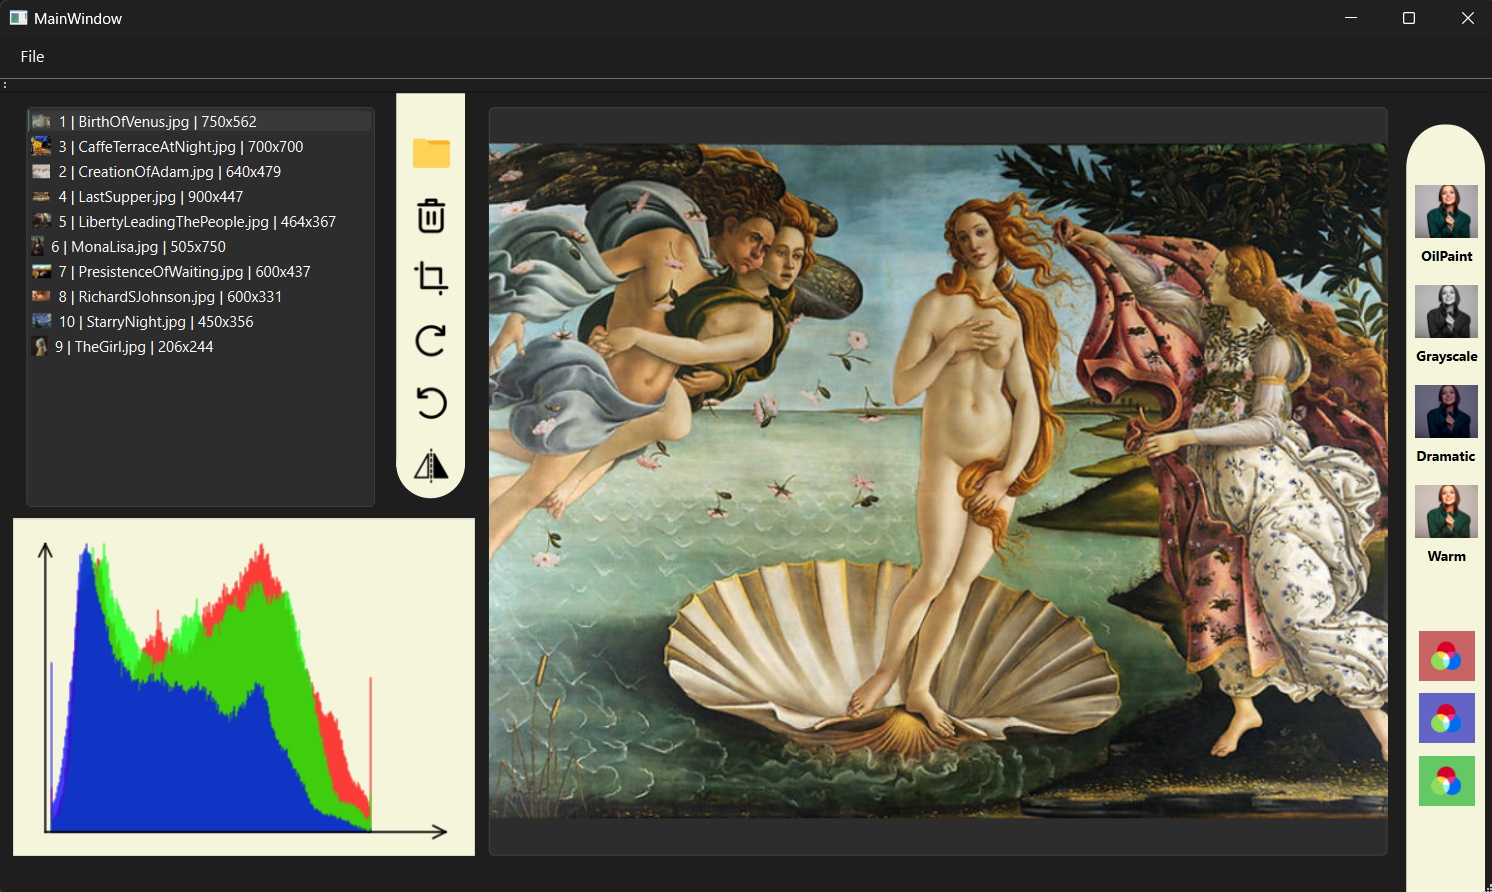 MainWindow
File
1 | BirthOfVenus.jpg | 750x562
3 | CaffeTerraceAtNight.jpg | 700x700
2 | CreationOfAdam.jpg | 640x479
4 | LastSupper.jpg | 900x447
5 | LibertyLeadingThePeople.jpg | 464x367
6 | MonaLisa.jpg | 505x750
7 | PresistenceOfWaiting.jpg | 600x437
8 | RichardSJohnson.jpg | 600x331
10 | StarryNight.jpg | 450x356
9 | TheGirl.jpg | 206x244
OilPaint
Grayscale
Dramatic
Warm